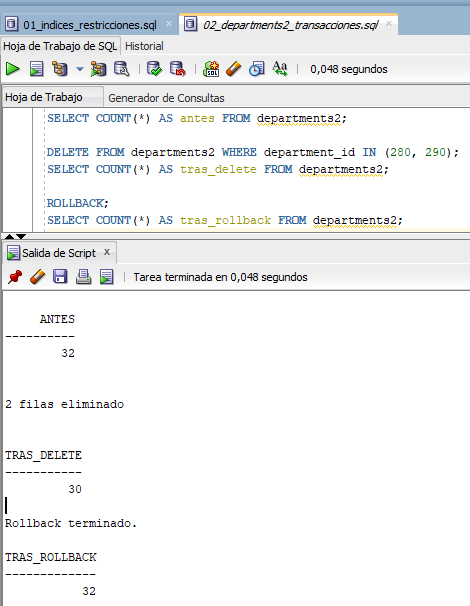 01_indices_restricciones.sql
02_departments2_transacciones.sql
Hoja de Trabajo de SQL Historial
SQL Aa 0,048 segundos
Hoja de Trabajo Generador de Consultas
SELECT COUNT(*) AS antes FROM departments2;
DELETE FROM departments2 WHERE department_id IN (280, 290);
SELECT COUNT(*) AS tras_delete FROM departments2;
ROLLBACK;
SELECT COUNT(*) AS tras_rollback FROM departments2;
Salida de Script x
Tarea terminada en 0,048 segundos
ANTES
----------
32
2 filas eliminado
TRAS_DELETE
-----------
30
Rollback terminado.
TRAS_ROLLBACK
-------------
32